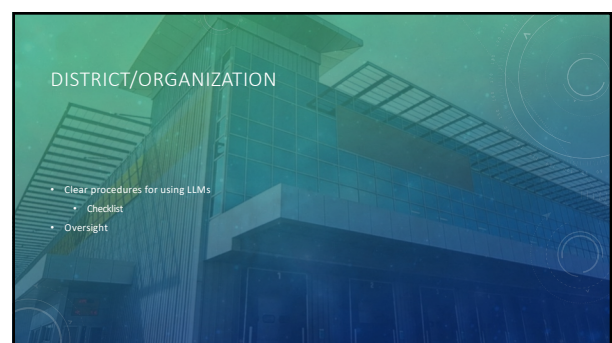 DISTRICT/ORGANIZATION
• Clear procedures for using LLMs
• Checklist
• Oversight